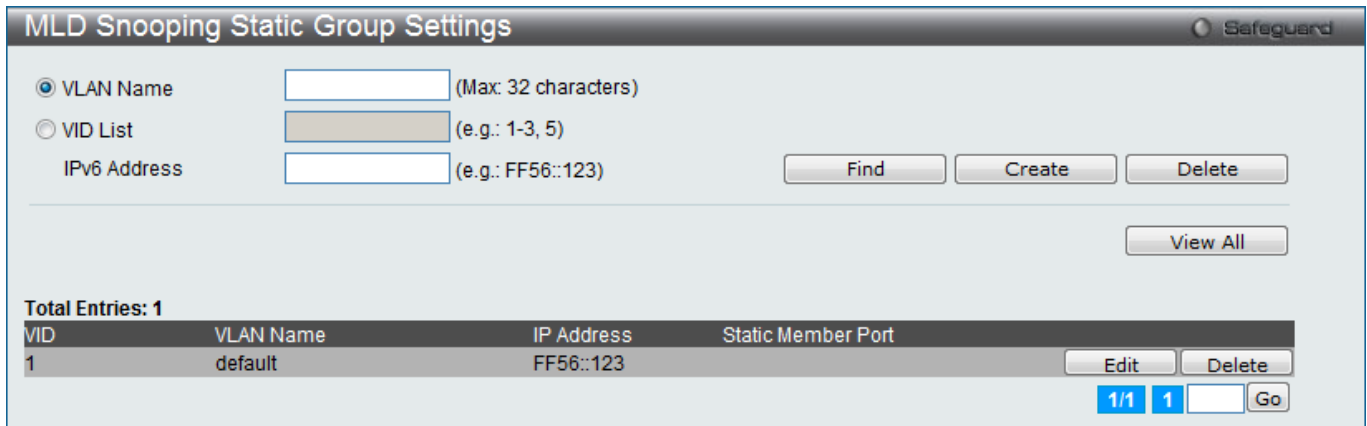 MLD Snooping Static Group Settings Safeguard
VLAN Name (Max: 32 characters)
VID List (e.g.: 1-3, 5)
IPv6 Address (e.g.: FF56::123) Find Create Delete
View All
Total Entries: 1
VID VLAN Name IP Address Static Member Port
1 default FF56::123 Edit Delete
1/1 1 Go